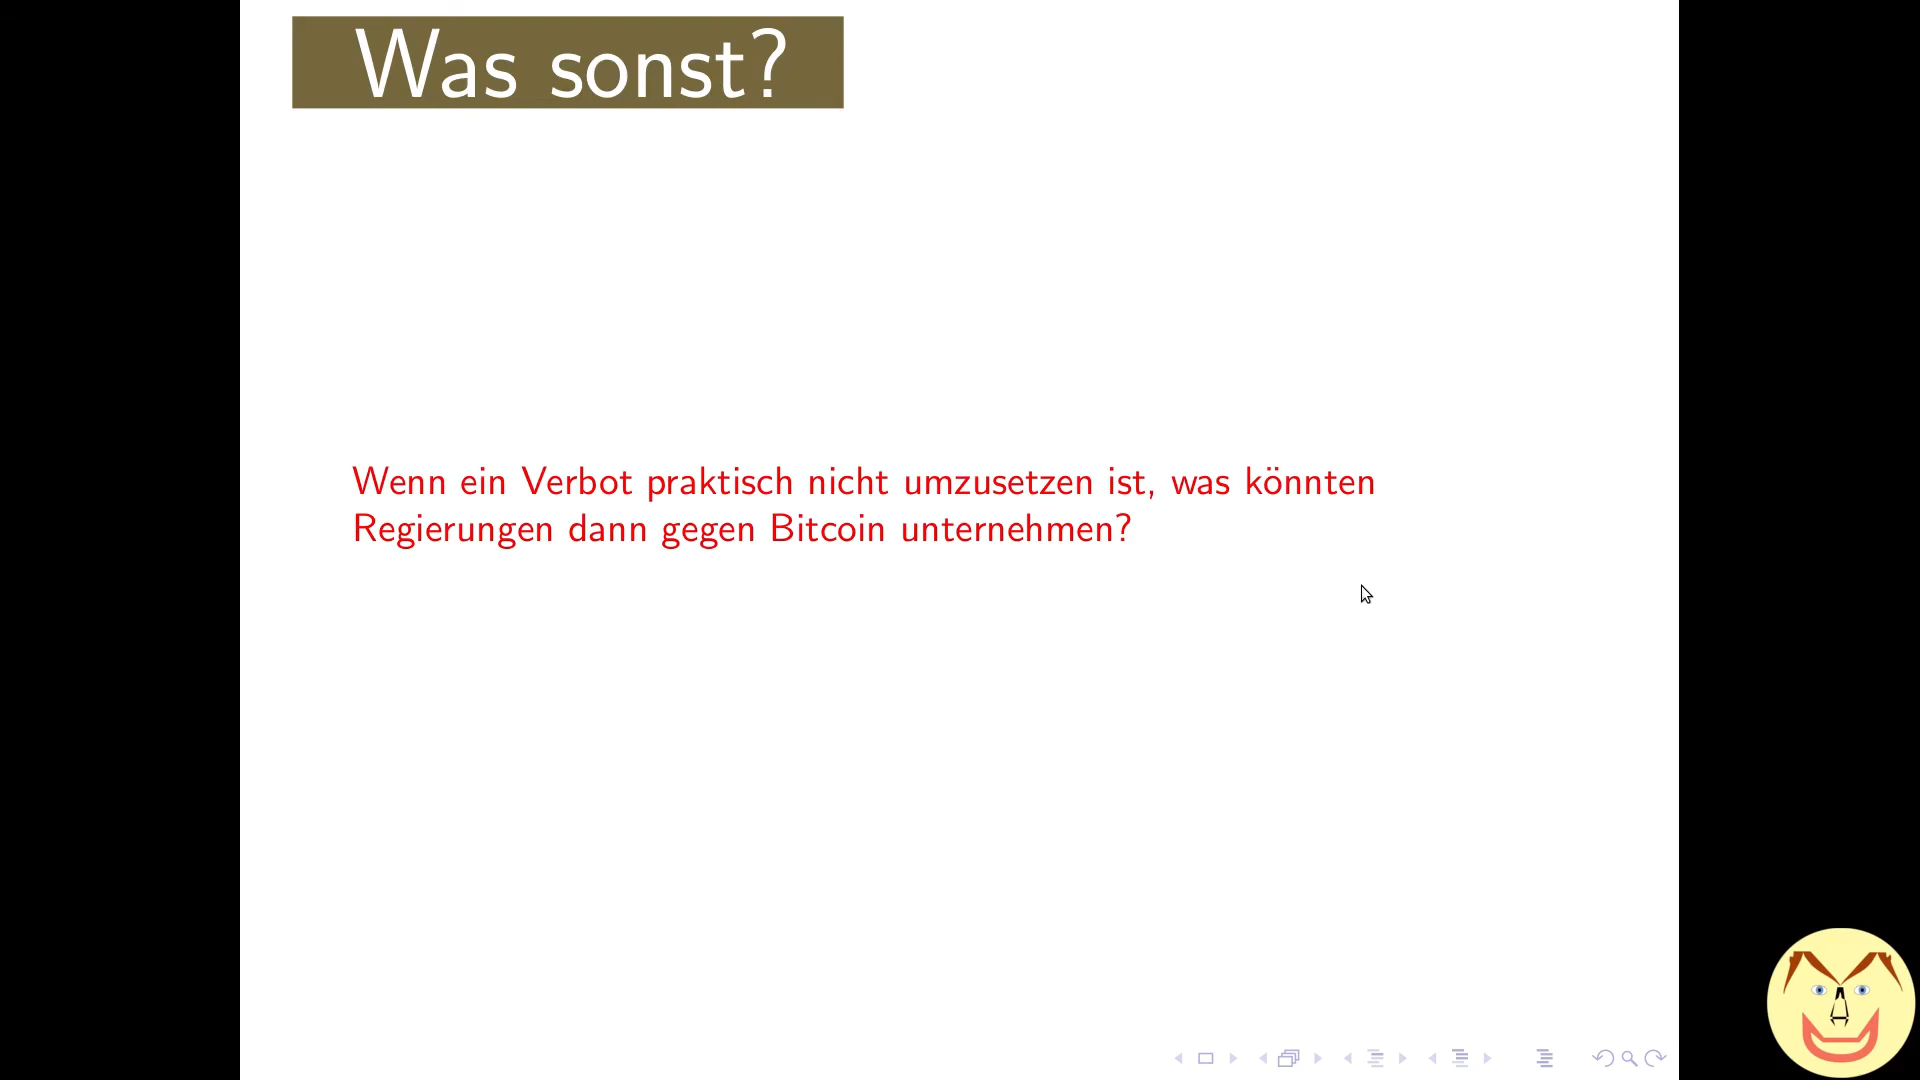 Was sonst?
Wenn ein Verbot praktisch nicht umzusetzen ist, was könnten
Regierungen dann gegen Bitcoin unternehmen?